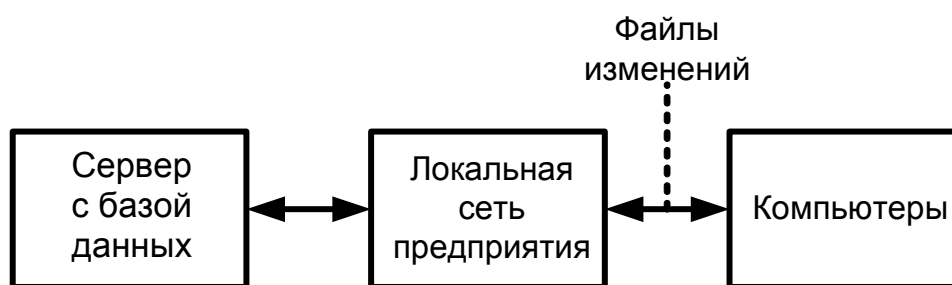 Файлы
изменений
Сервер
с базой
данных
Локальная
сеть
предприятия
Компьютеры